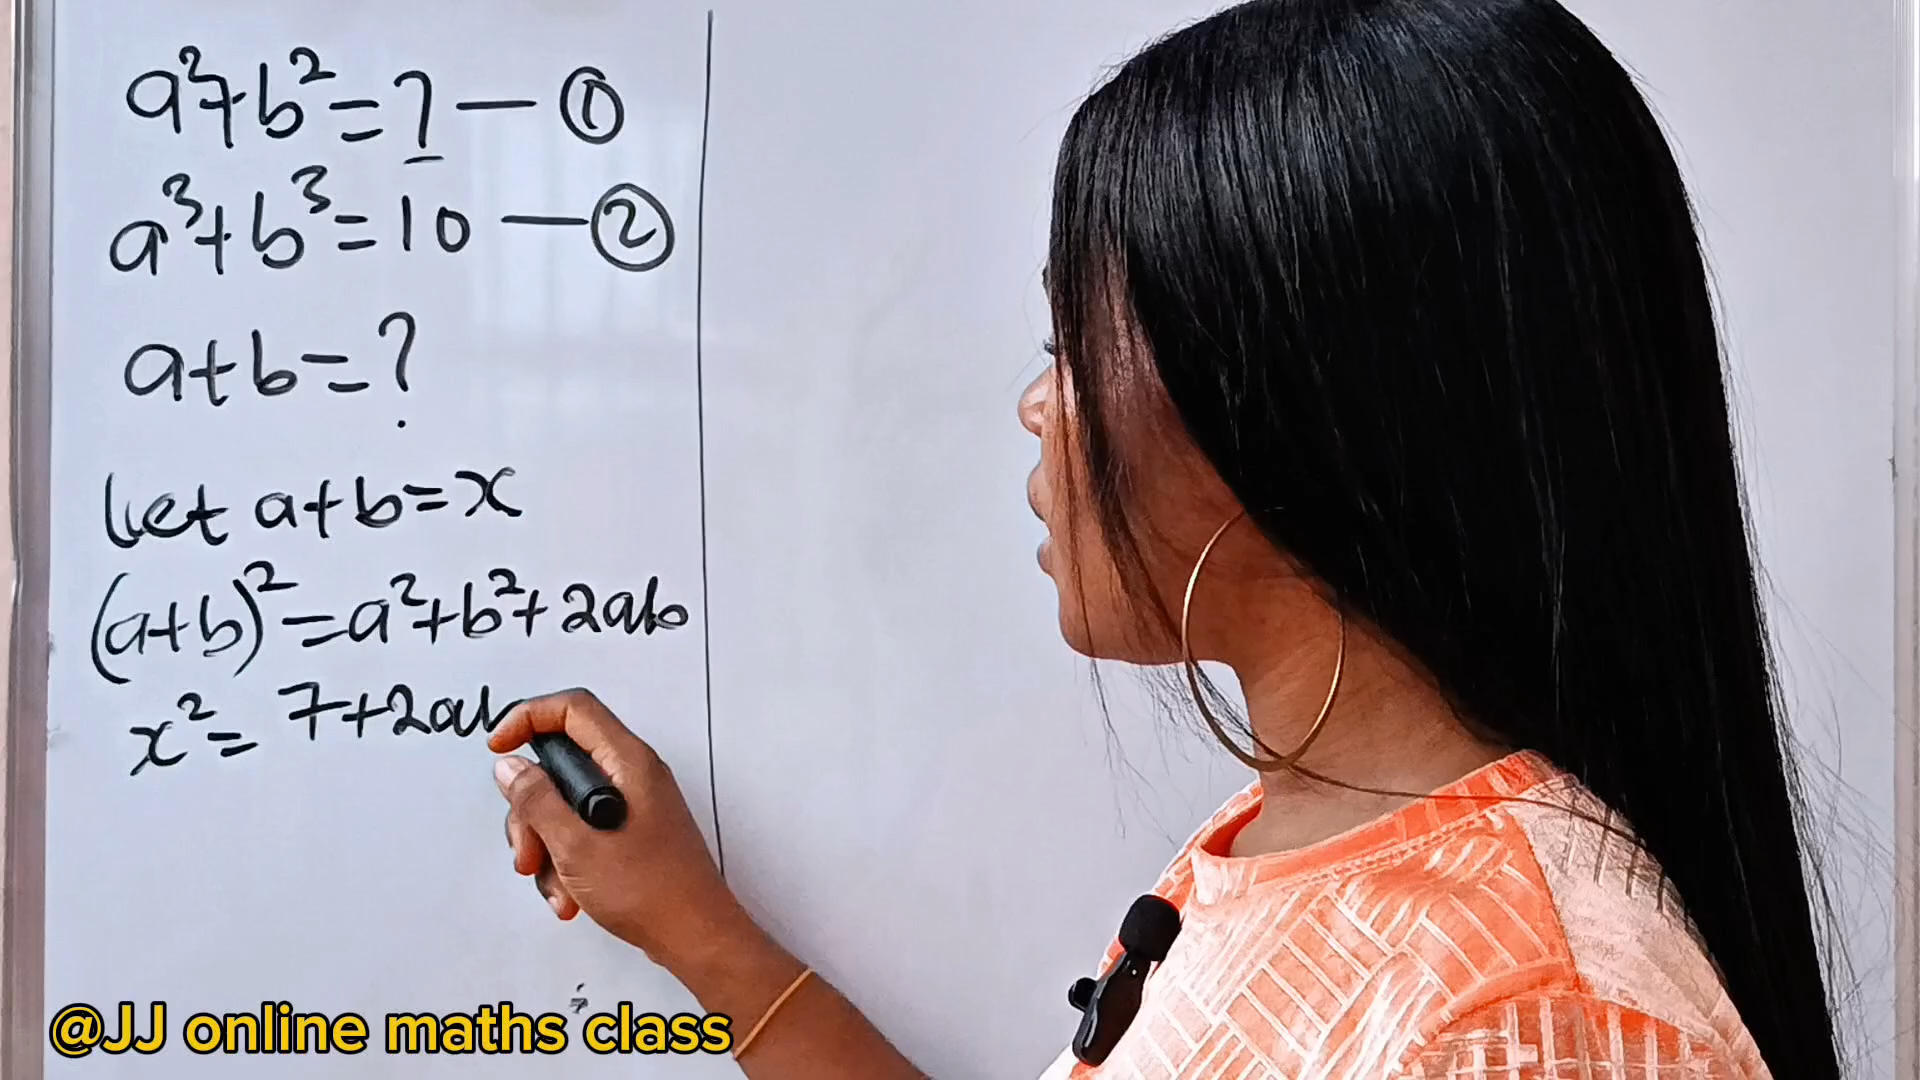 a²+b²=7 — ①
a³+b³=10 — ②
a+b=?
let a+b=x
(a+b)²=a²+b²+2ab
x²=7+2ab
@JJ online maths class